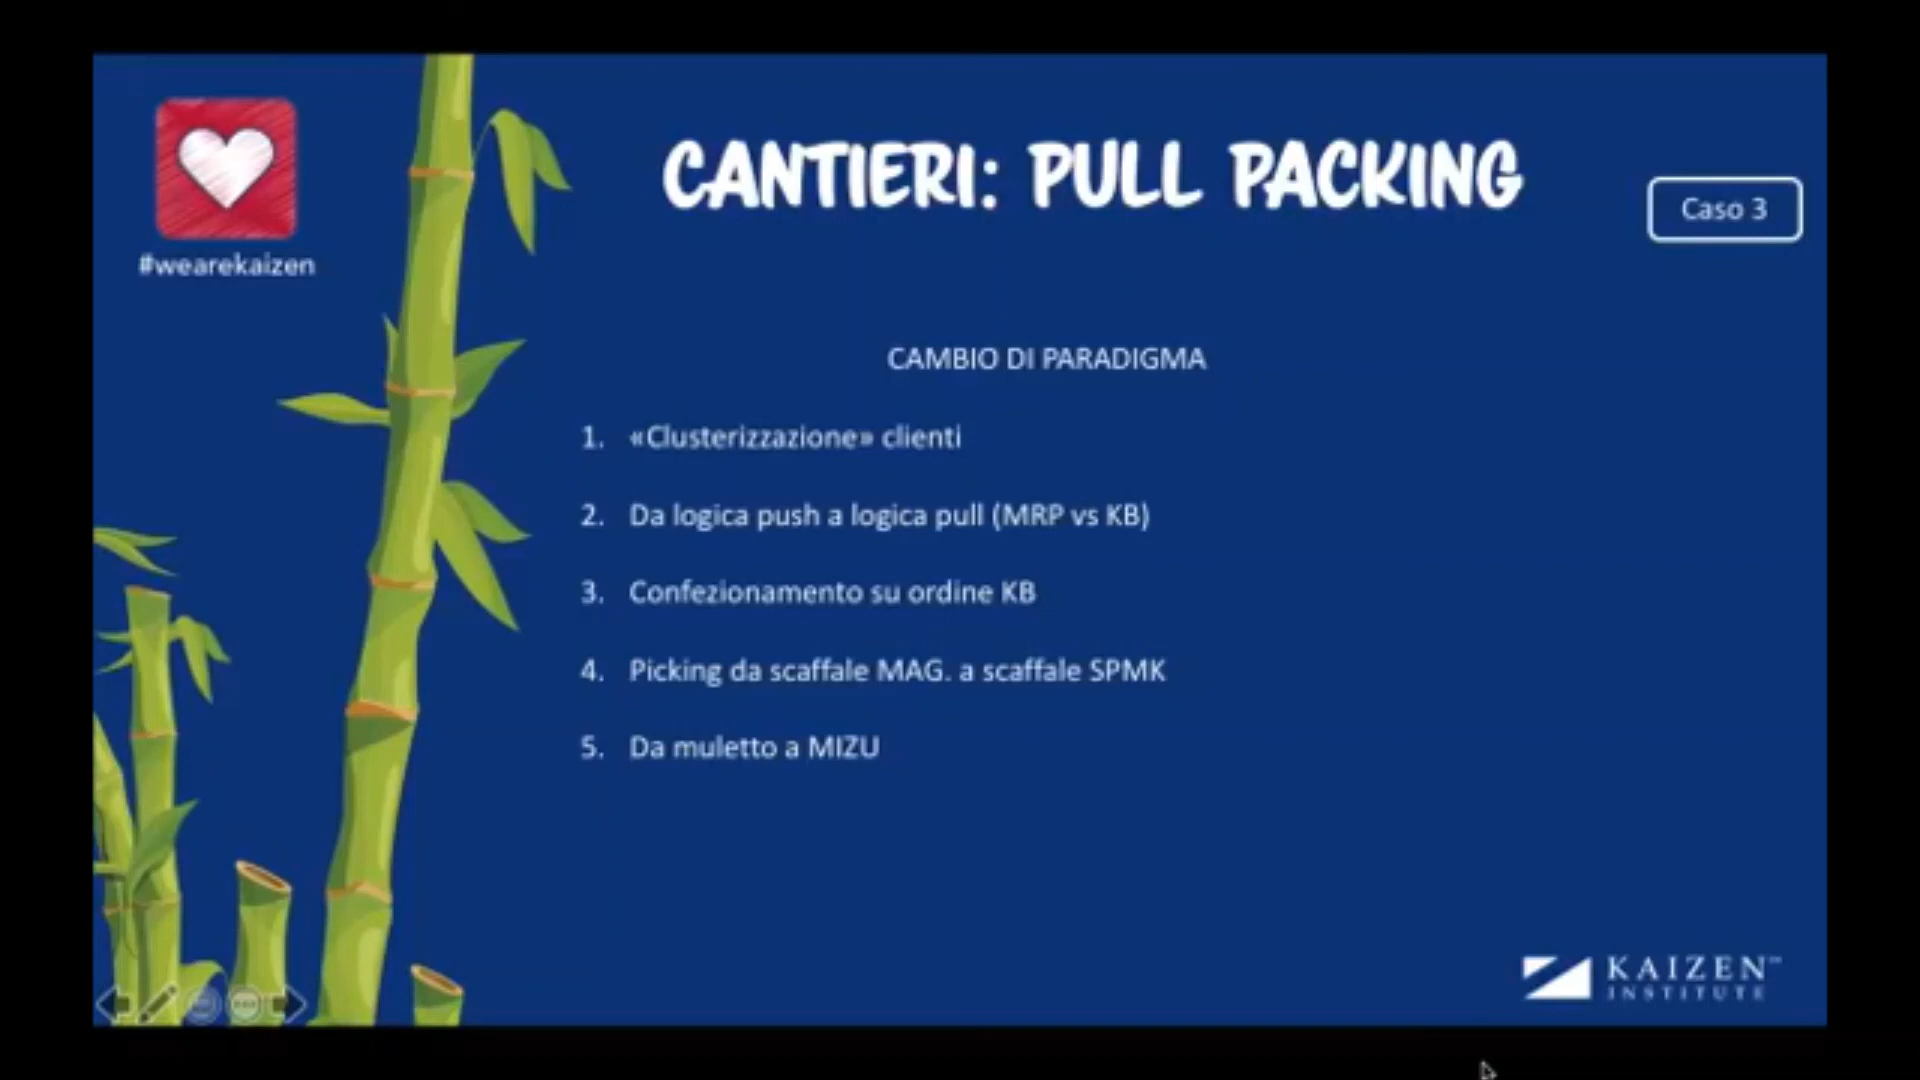 #wearekaizen
CANTIERI: PULL PACKING
Caso 3
CAMBIO DI PARADIGMA
1. «Clusterizzazione» clienti
2. Da logica push a logica pull (MRP vs KB)
3. Confezionamento su ordine KB
4. Picking da scaffale MAG. a scaffale SPMK
5. Da muletto a MIZU
KAIZEN™
INSTITUTE